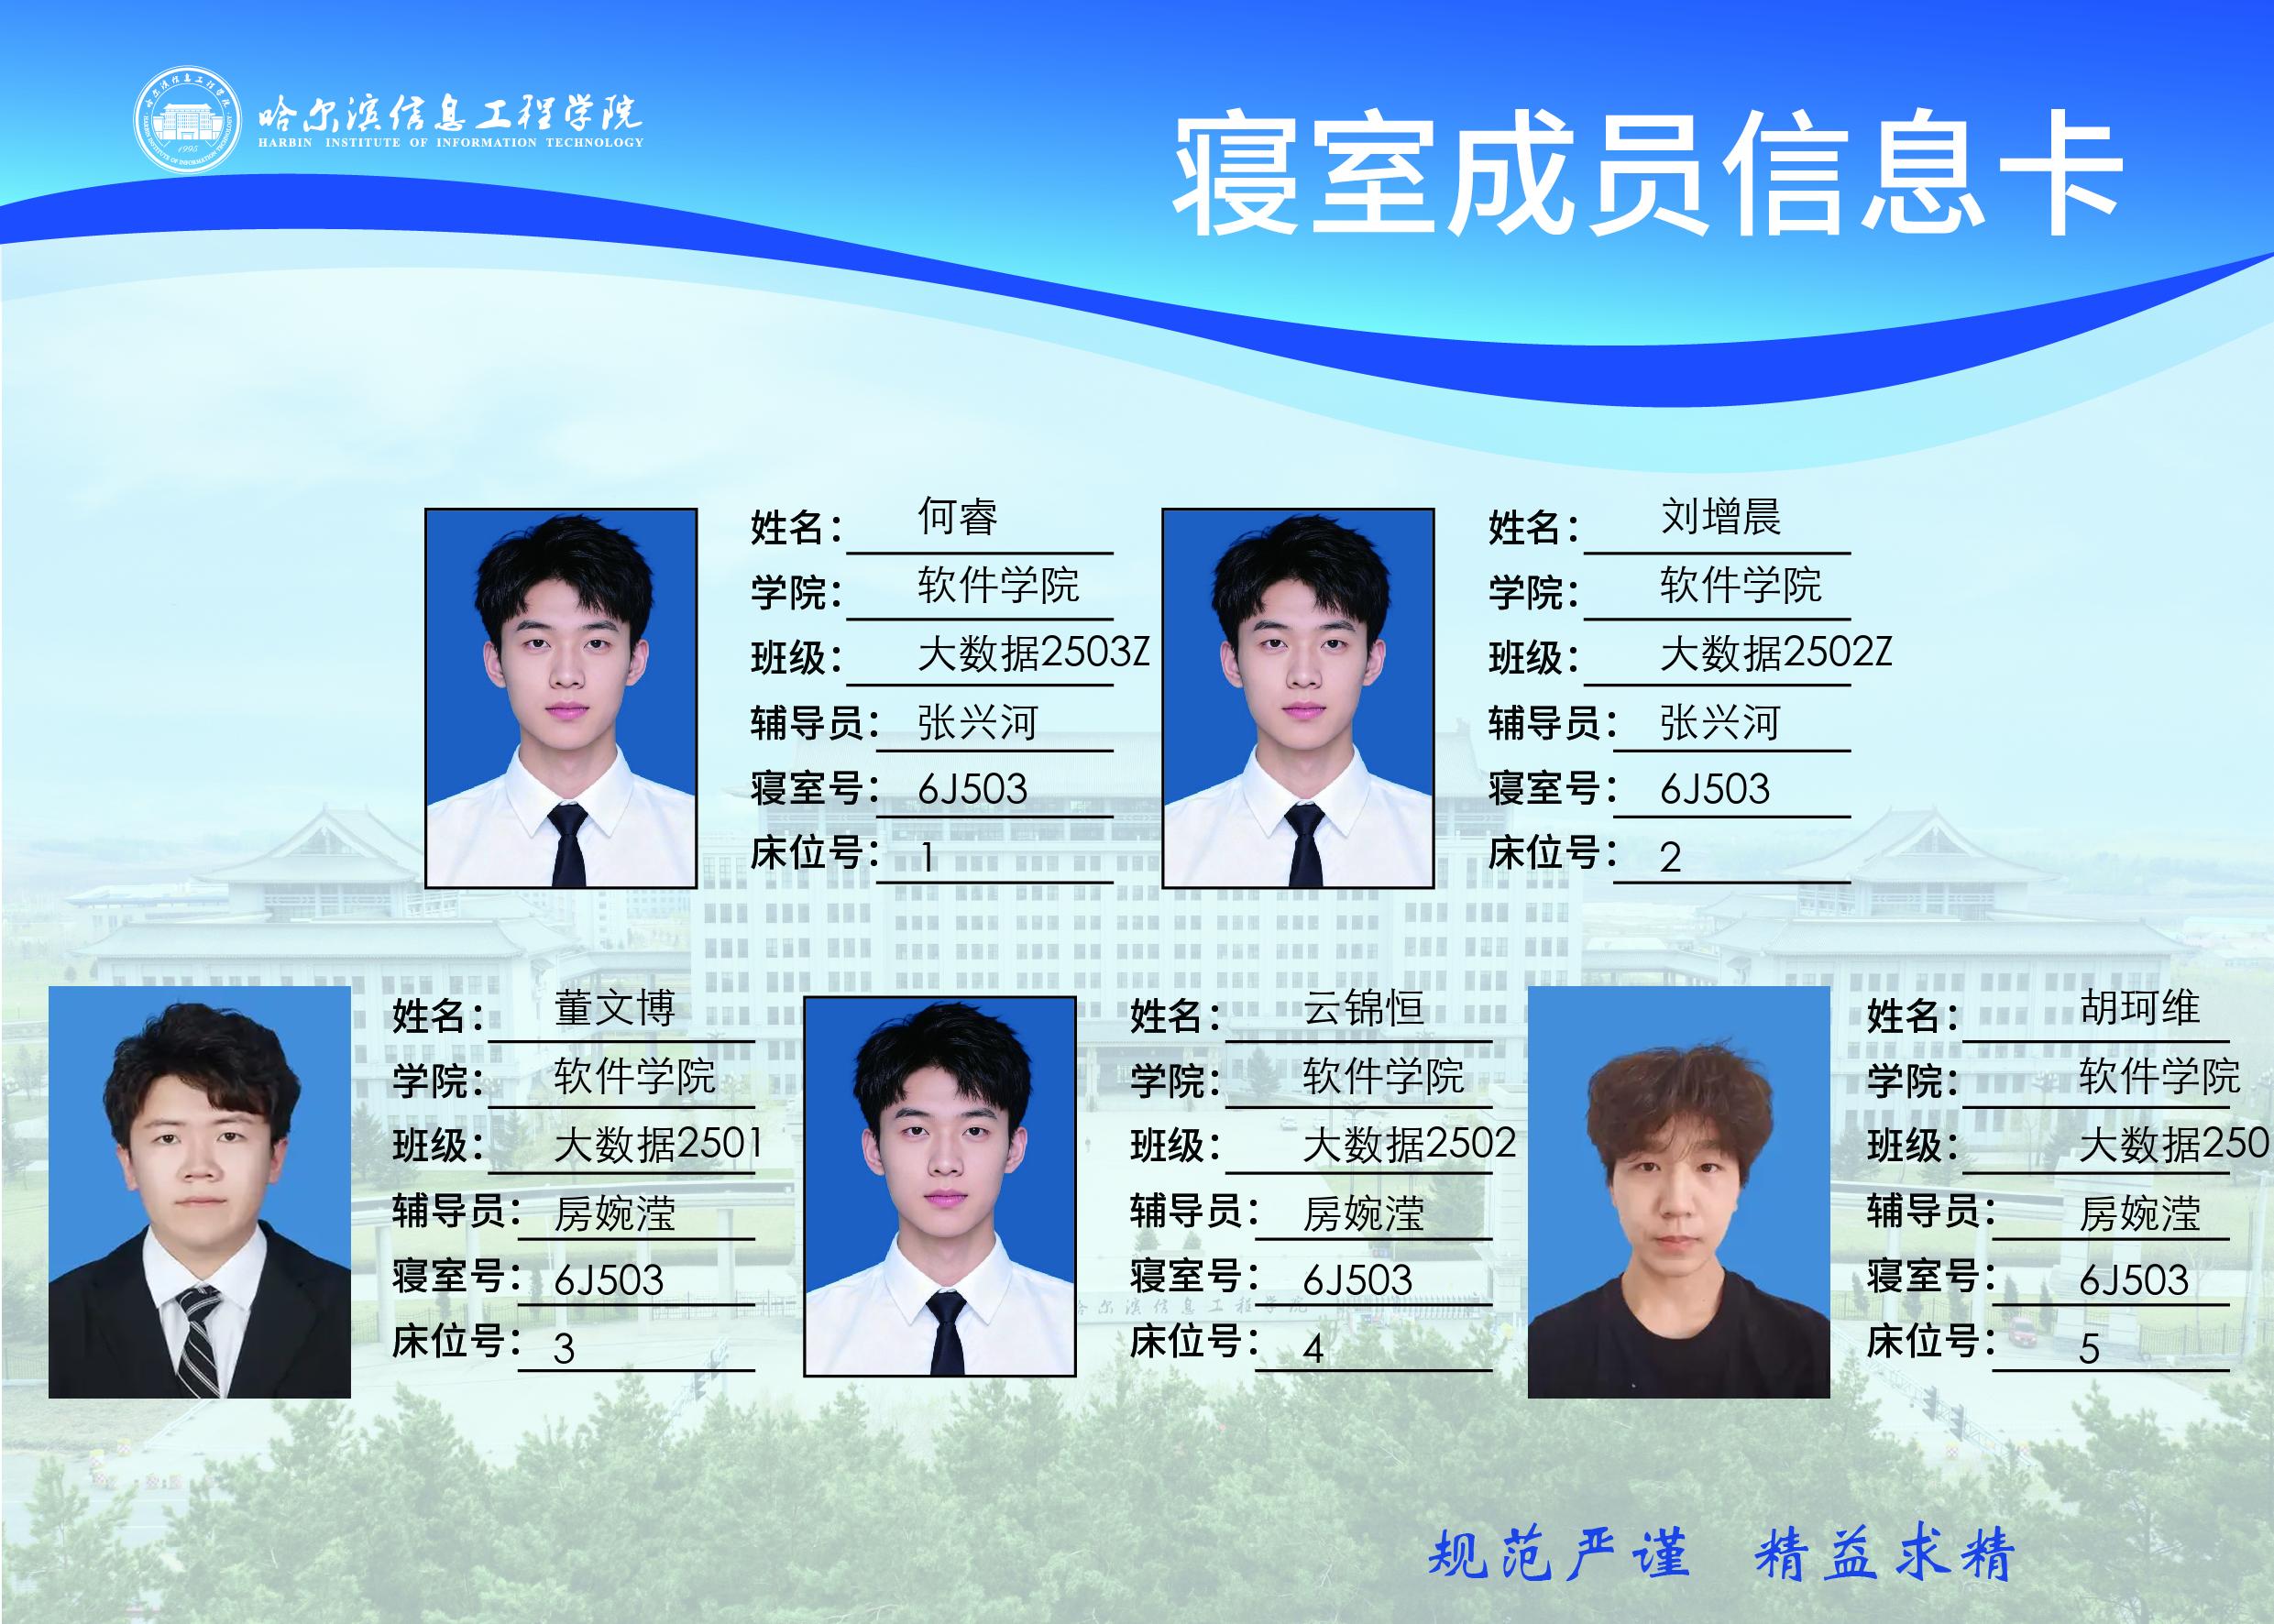 哈尔滨信息工程学院
HARBIN INSTITUTE OF INFORMATION TECHNOLOGY
1995
寝室成员信息卡
姓名： 何睿
学院： 软件学院
班级： 大数据2503Z
辅导员： 张兴河
寝室号： 6J503
床位号： 1
姓名： 刘增晨
学院： 软件学院
班级： 大数据2502Z
辅导员： 张兴河
寝室号： 6J503
床位号： 2
姓名： 董文博
学院： 软件学院
班级： 大数据2501
辅导员： 房婉滢
寝室号： 6J503
床位号： 3
姓名： 云锦恒
学院： 软件学院
班级： 大数据2502
辅导员： 房婉滢
寝室号： 6J503
床位号： 4
姓名： 胡珂维
学院： 软件学院
班级： 大数据250
辅导员： 房婉滢
寝室号： 6J503
床位号： 5
哈尔滨信息工程学院
规范严谨 精益求精